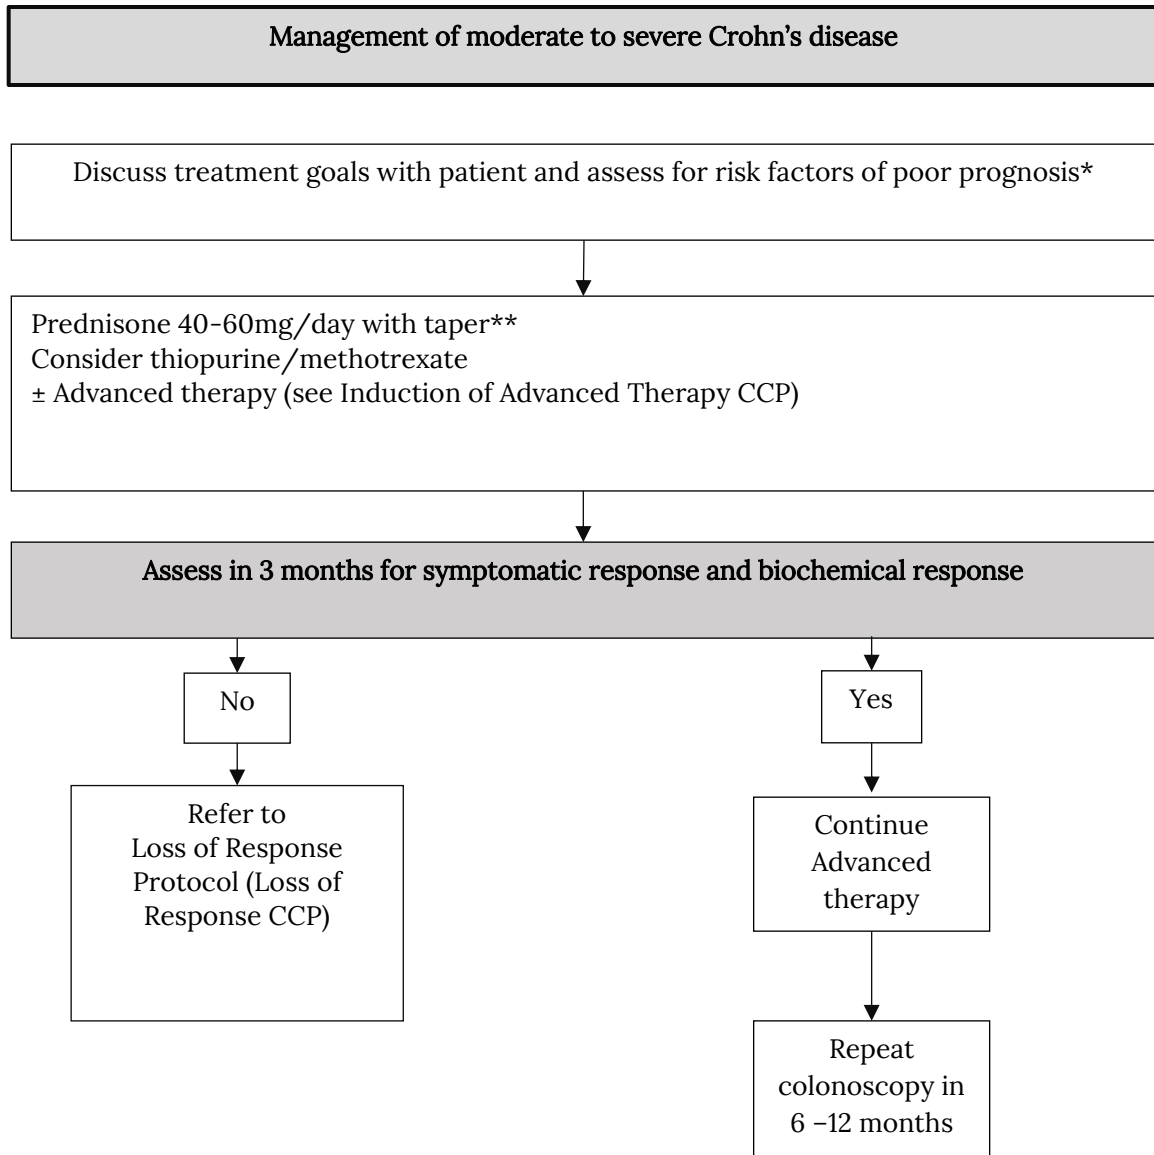 Management of moderate to severe Crohn’s disease
Discuss treatment goals with patient and assess for risk factors of poor prognosis*
Prednisone 40-60mg/day with taper**
Consider thiopurine/methotrexate
± Advanced therapy (see Induction of Advanced Therapy CCP)
Assess in 3 months for symptomatic response and biochemical response
No
Yes
Refer to
Loss of Response
Protocol (Loss of
Response CCP)
Continue
Advanced
therapy
Repeat
colonoscopy in
6 –12 months